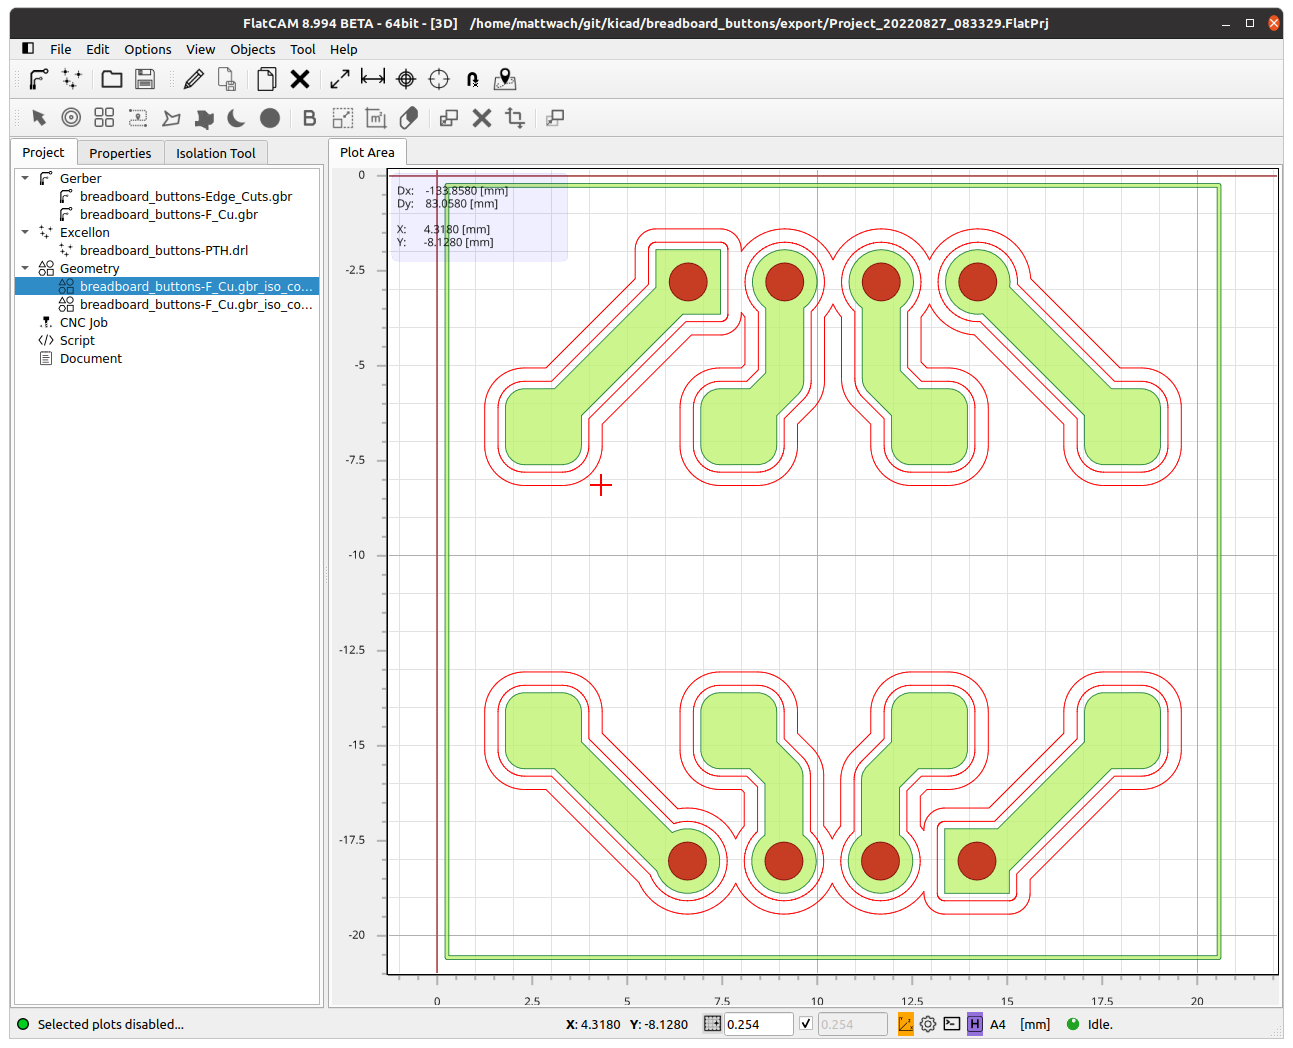 FlatCAM 8.994 BETA - 64bit - [3D]   /home/mattwach/git/kicad/breadboard_buttons/export/Project_20220827_083329.FlatPrj
File Edit Options View Objects Tool Help
B
m²
Project Properties Isolation Tool
Plot Area
Gerber
breadboard_buttons-Edge_Cuts.gbr
breadboard_buttons-F_Cu.gbr
Excellon
breadboard_buttons-PTH.drl
Geometry
breadboard_buttons-F_Cu.gbr_iso_co...
breadboard_buttons-F_Cu.gbr_iso_co...
CNC Job
Script
Document
Dx: -133.8580 [mm]
Dy: 83.0580 [mm]
X: 4.3180 [mm]
Y: -8.1280 [mm]
0
-2.5
-5
-7.5
-10
-12.5
-15
-17.5
-20
0 2.5 5 7.5 10 12.5 15 17.5 20
Selected plots disabled...
X: 4.3180 Y: -8.1280
0.254
0.254
H
A4
[mm]
Idle.